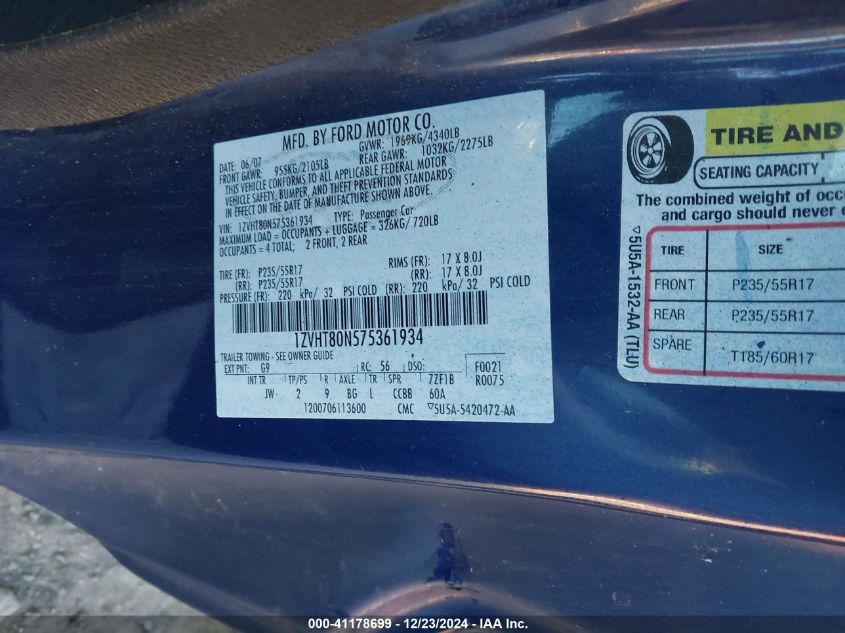 MFD. BY FORD MOTOR CO.
DATE: 06/07 GVWR: 1969KG/4340LB
FRONT GAWR: 955KG/2105LB REAR GAWR: 1032KG/2275LB
THIS VEHICLE CONFORMS TO ALL APPLICABLE FEDERAL MOTOR
VEHICLE SAFETY, BUMPER, AND THEFT PREVENTION STANDARDS
IN EFFECT ON THE DATE OF MANUFACTURE SHOWN ABOVE.
VIN: 1ZVHT80N575361934 TYPE: Passenger Car
MAXIMUM LOAD = OCCUPANTS + LUGGAGE = 326KG/ 720LB
OCCUPANTS = 4 TOTAL; 2 FRONT, 2 REAR
TIRE (FR): P235/55R17 RIMS (FR): 17 X 8.0J
(RR): P235/55R17 (RR): 17 X 8.0J
PRESSURE (FR): 220 kPa/ 32 PSI COLD (RR): 220 kPa/ 32 PSI COLD
1ZVHT80N575361934
TRAILER TOWING - SEE OWNER GUIDE
EXT PNT: G9 RC: 56 DSO: F0021
INT TR TP/PS R AXLE TR SPR 7ZF1B R0075
JW 2 9 BG L CCBB 60A
1200706113600 CMC ▽5U5A-5420472-AA
TIRE AND
SEATING CAPACITY
The combined weight of occ
and cargo should never e
TIRE SIZE
FRONT P235/55R17
REAR P235/55R17
SPARE T185/60R17
▽5U5A-1532-AA (TLU)
000-41178699 - 12/23/2024 - IAAI.com